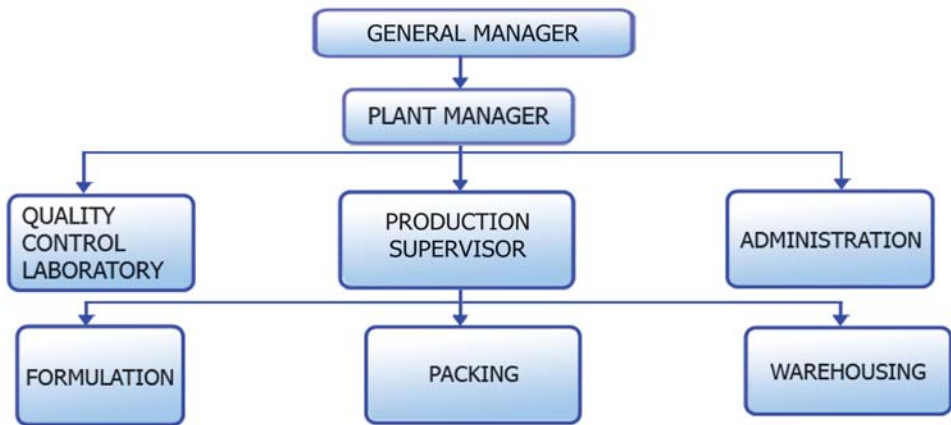 GENERAL MANAGER
PLANT MANAGER
QUALITY
CONTROL
LABORATORY
PRODUCTION
SUPERVISOR
ADMINISTRATION
FORMULATION
PACKING
WAREHOUSING